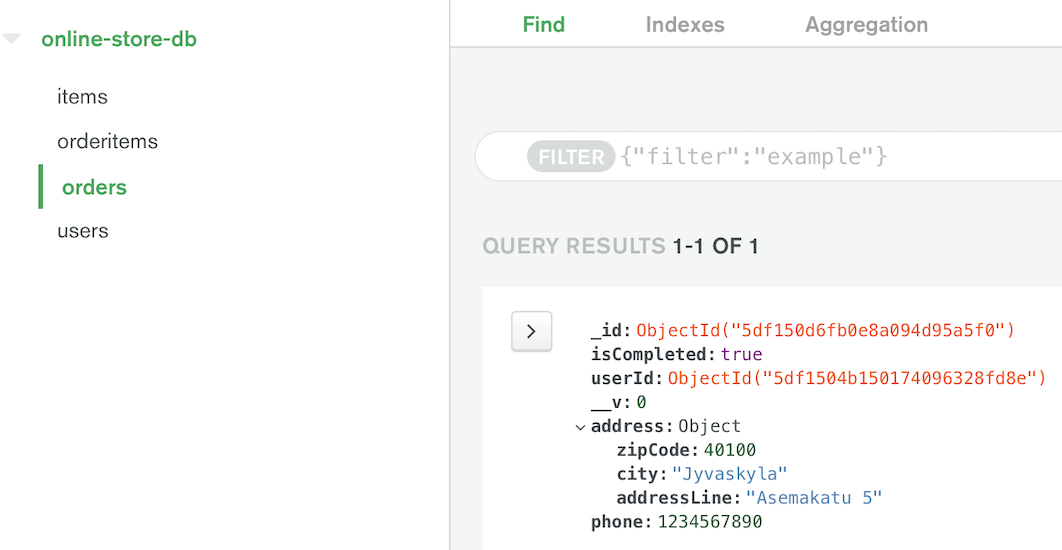 online-store-db
items
orderitems
orders
users
Find Indexes Aggregation
FILTER {"filter":"example"}
QUERY RESULTS 1-1 OF 1
_id: ObjectId("5df150d6fb0e8a094d95a5f0")
isCompleted: true
userId: ObjectId("5df1504b150174096328fd8e")
__v: 0
address: Object
zipCode: 40100
city: "Jyvaskyla"
addressLine: "Asemakatu 5"
phone: 1234567890